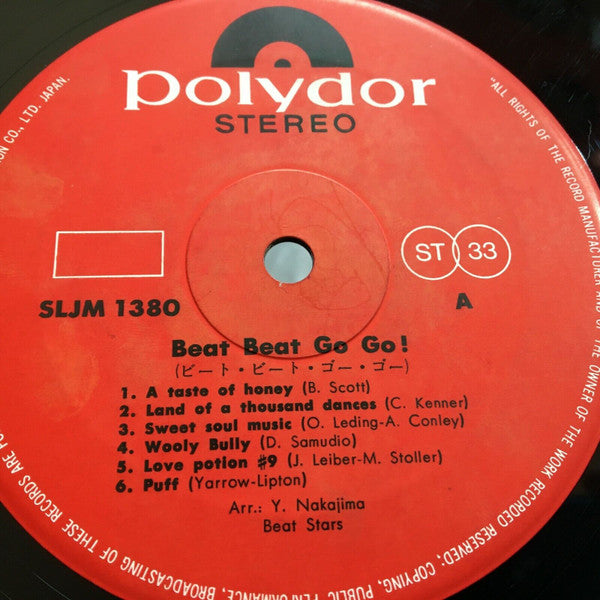 polydor
STEREO
ST 33
SLJM 1380
A
Beat Beat Go Go!
(ビート・ビート・ゴー・ゴー)
1. A taste of honey (B. Scott)
2. Land of a thousand dances (C. Kenner)
3. Sweet soul music (O. Leding-A. Conley)
4. Wooly Bully (D. Samudio)
5. Love potion #9 (J. Leiber-M. Stoller)
6. Puff (Yarrow-Lipton)
Arr.: Y. Nakajima
Beat Stars
"ALL RIGHTS OF THE RECORD MANUFACTURER AND OF THE OWNER OF THE WORK RECORDED RESERVED; COPYING, PUBLIC PERFORMANCE, BROADCASTING OF THESE RECORDS ARE
CO., LTD. JAPAN.